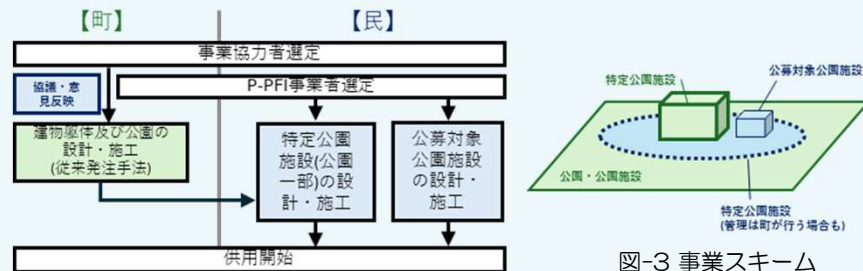 【町】
【民】
事業協力者選定
協議・意
見反映
P-PFI事業者選定
建物躯体及び公園の
設計・施工
(従来発注手法)
特定公園
施設(公園
一部)の設
計・施工
公募対象
公園施設
の設計・
施工
供用開始
特定公園施設
公募対象公園施設
公園・公園施設
特定公園施設
(管理は町が行う場合も)
図-3 事業スキーム